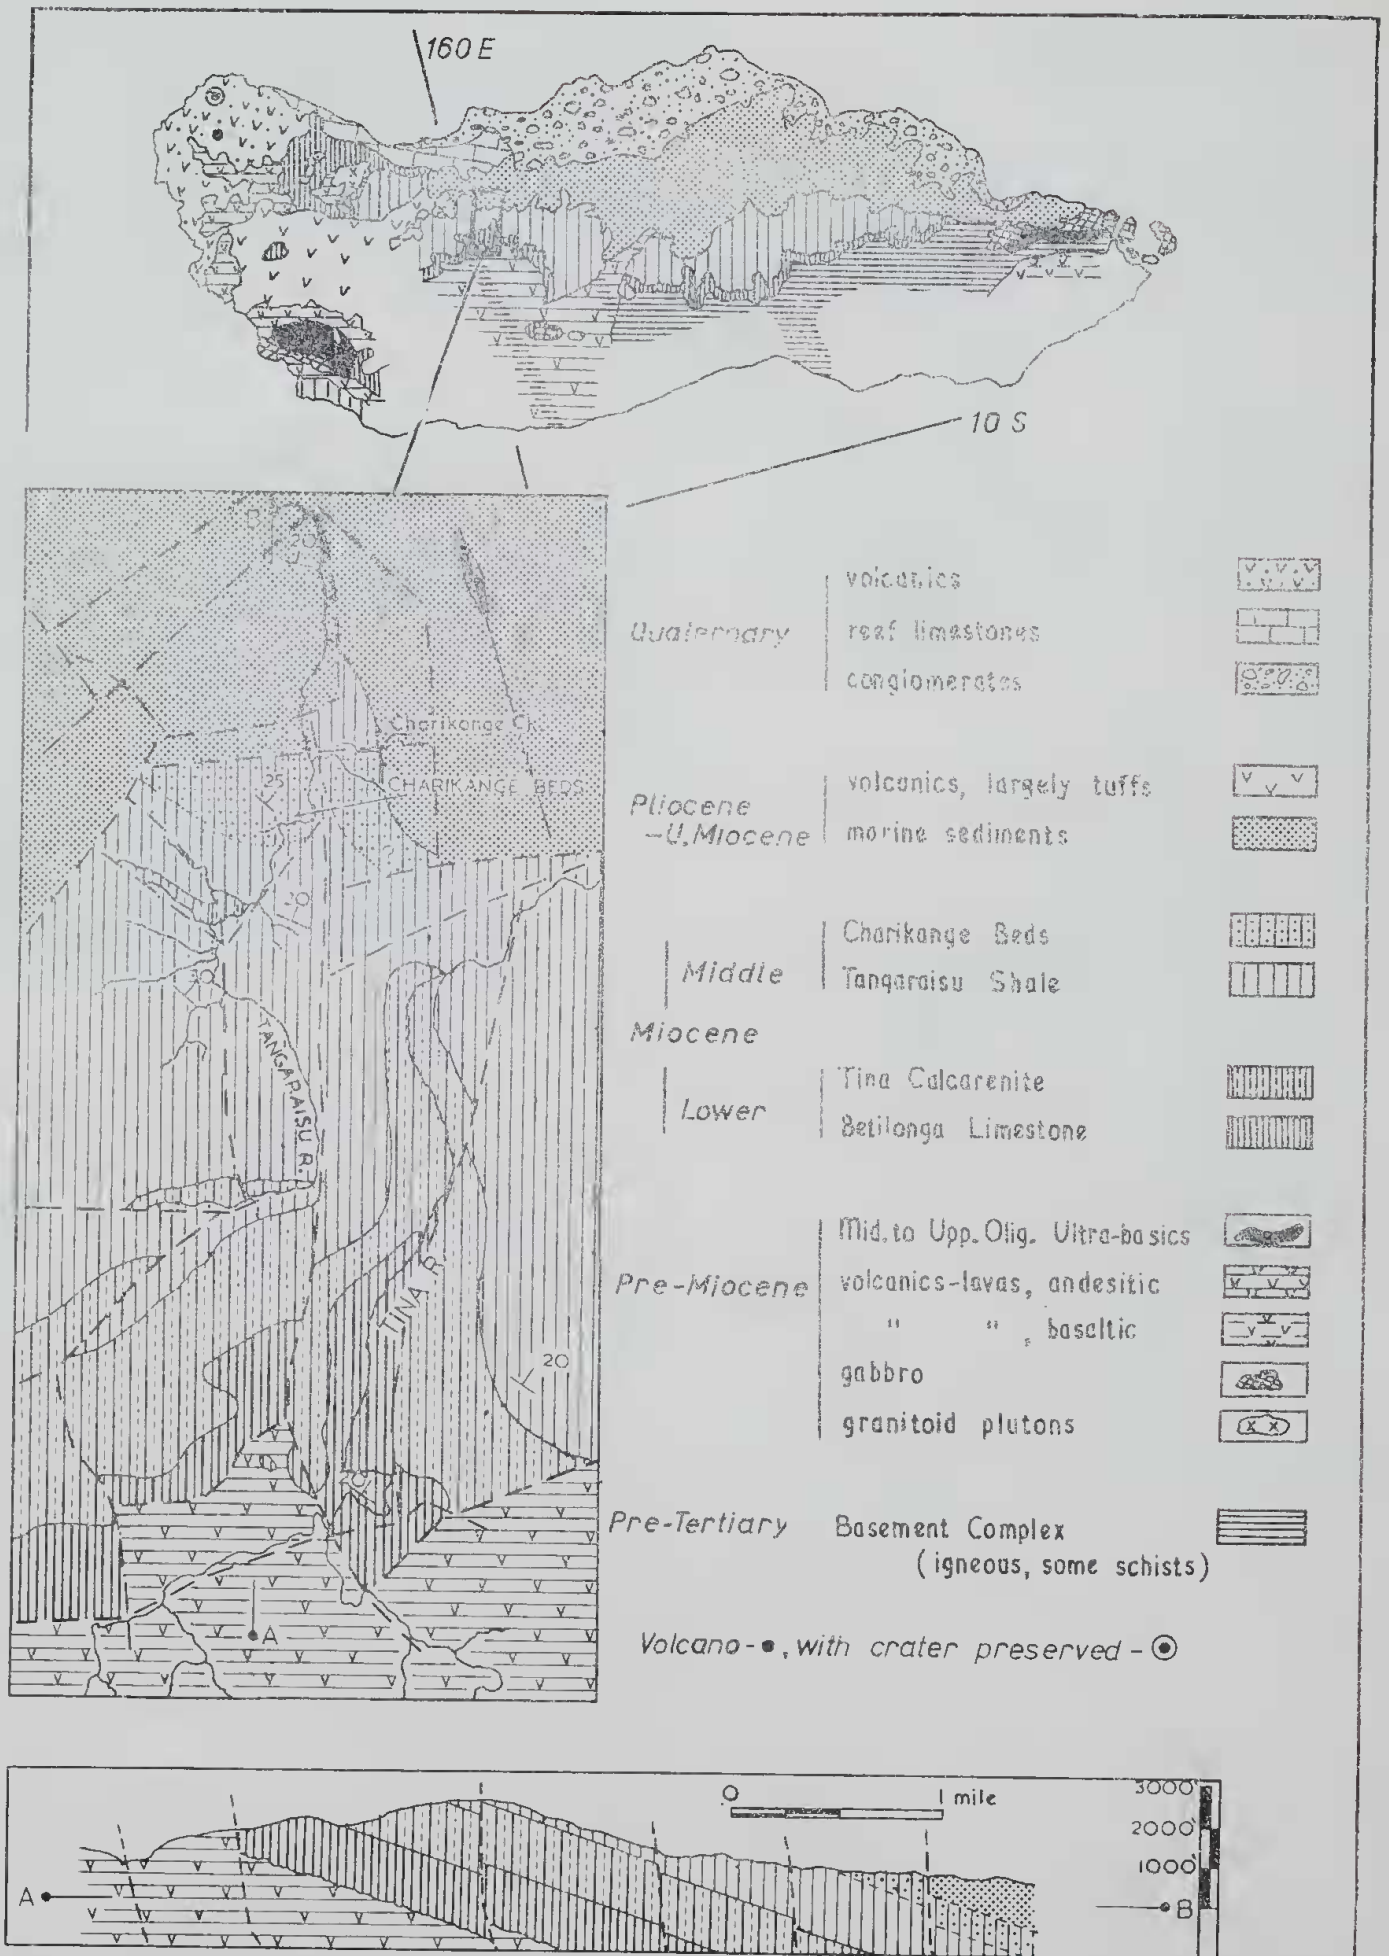 160 E
10 S
B
20
Charikange Ck.
25
CHARIKANGE BEDS
10
30
TANGARAISU R.
TINA R.
20
20
A
Quaternary
volcanics
reef limestones
conglomerates
Pliocene
-U.Miocene
volcanics, largely tuffs
marine sediments
Middle
Charikange Beds
Tangaraisu Shale
Miocene
Lower
Tina Calcarenite
Betilonga Limestone
Pre-Miocene
Mid. to Upp. Olig. Ultra-basics
volcanics-lavas, andesitic
" " , basaltic
gabbro
granitoid plutons
Pre-Tertiary
Basement Complex
(igneous, some schists)
Volcano-●, with crater preserved-
0 1 mile
3000'
2000'
1000'
A
B